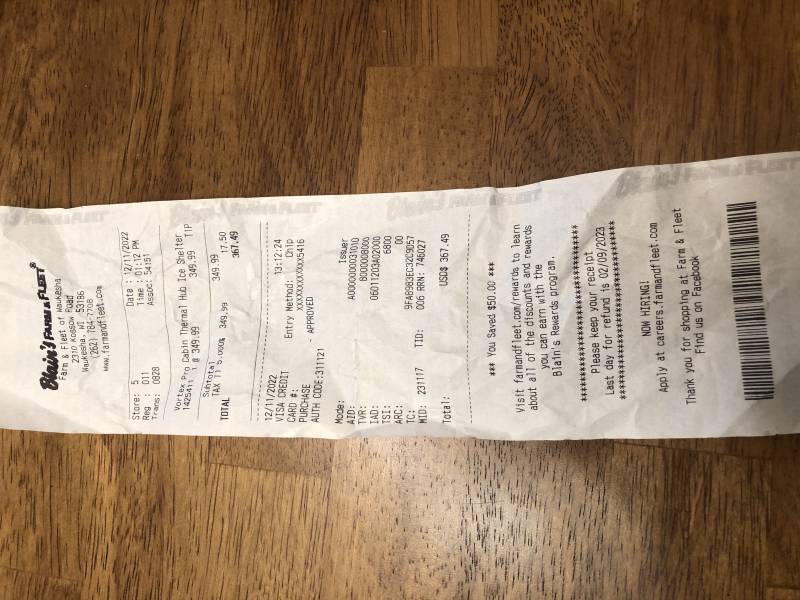 Blain's FARM & FLEET®
Farm & Fleet of Waukesha
2310 Kossow Road
Waukesha, WI 53186
(262) 784-7708
www.farmandfleet.com
Store: 5 Date : 12/11/2022
Reg : D11 Time : 01:12 PM
Trans: 0828 Assoc: 54151
Vortex Pro Cabin Thermal Hub Ice Shelter
1425411 1 @ 349.99 349.99 T1P
Subtotal 349.99
TAX T1 5.000% 349.99 17.50
TOTAL 367.49
12/11/2022 13:12:24
VISA CREDIT Entry Method: Chip
CARD #: XXXXXXXXXXXX5416
PURCHASE - APPROVED
AUTH CODE:311121
Mode: Issuer
AID: A0000000031010
TVR: 8080008000
IAD: 06011203A02000
TSI: 6800
ARC: 00
TC: 9FAB983EC32C9D57
MID: 231117 TID: 006 RRN: 746027
Total: USD$ 367.49
*** You Saved $50.00 ***
Visit farmandfleet.com/rewards to learn
about all of the discounts and rewards
you can earn with the
Blain's Rewards program.
****************************************
Please keep your receipt
Last day for refund is 02/09/2023
****************************************
NOW HIRING!
Apply at careers.farmandfleet.com
Thank you for shopping at Farm & Fleet
Find us on Facebook